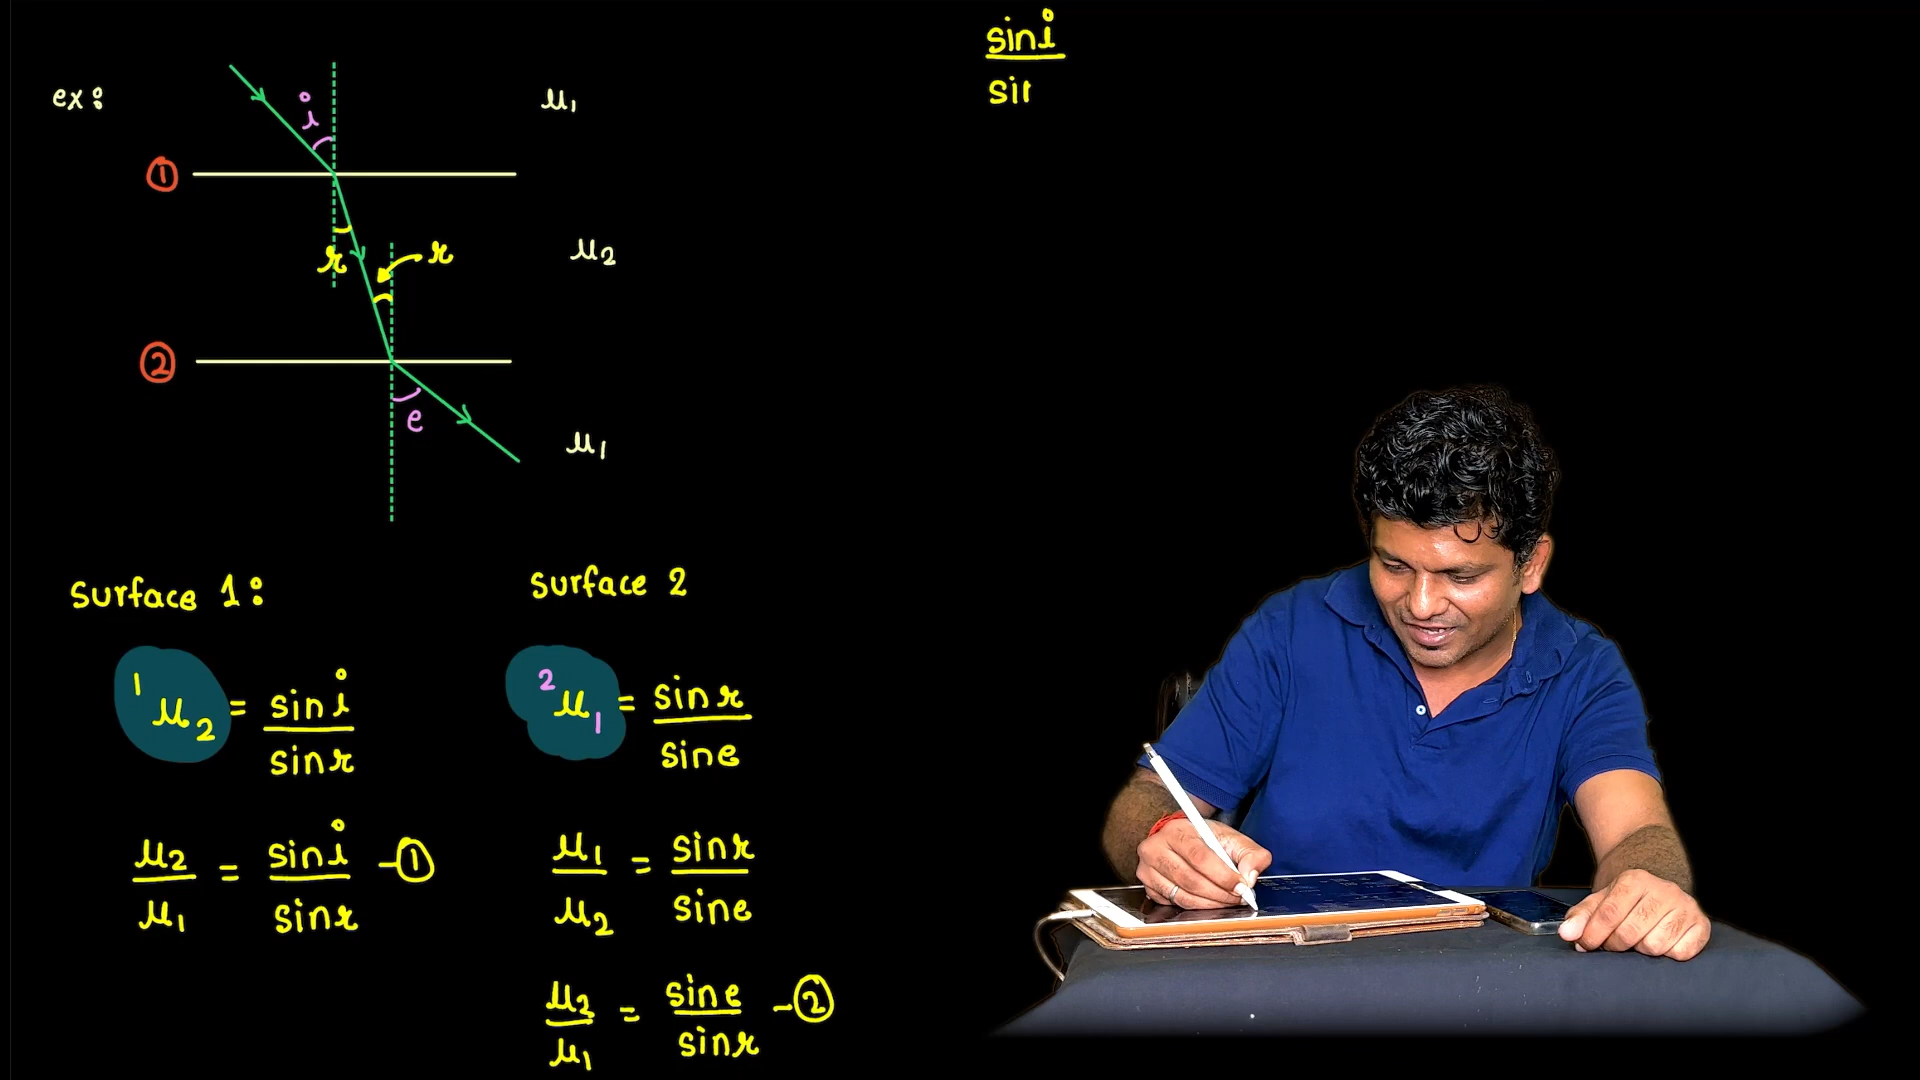 ex:
i
μ₁
①
r
r
μ₂
②
e
μ₁
surface 1:
¹μ₂ = sin i / sin r
μ₂ / μ₁ = sin i / sin r -①
surface 2
²μ₁ = sin r / sin e
μ₁ / μ₂ = sin r / sin e
μ₂ / μ₁ = sin e / sin r -②
sin i
sin